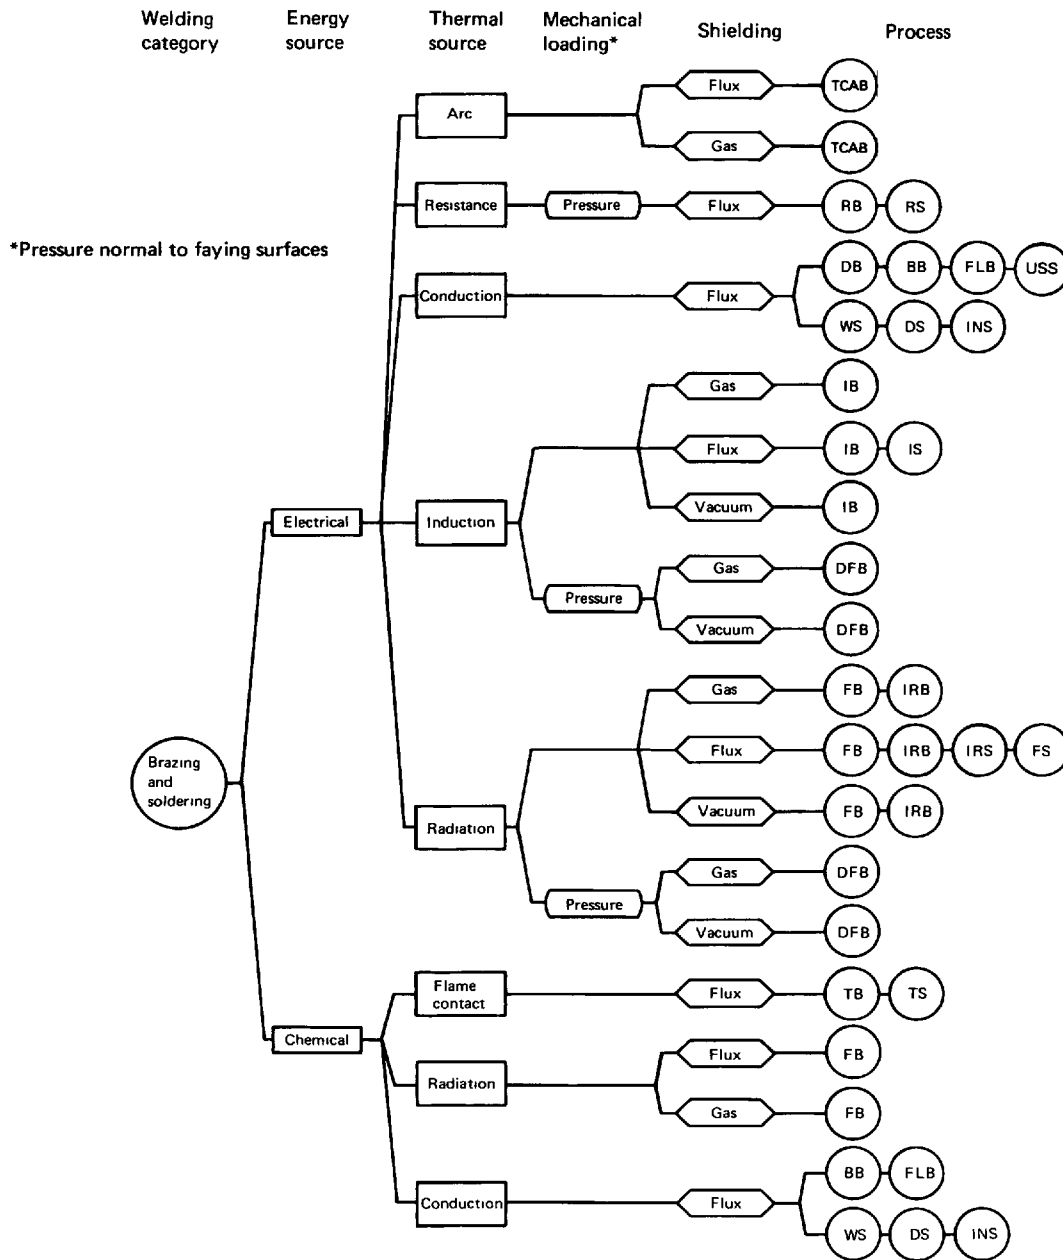 Welding category
Energy source
Thermal source
Mechanical loading*
Shielding
Process
Arc
Flux
TCAB
Gas
TCAB
Resistance
Pressure
Flux
RB
RS
*Pressure normal to faying surfaces
Conduction
Flux
DB
BB
FLB
USS
WS
DS
INS
Electrical
Induction
Gas
IB
Flux
IB
IS
Vacuum
IB
Pressure
Gas
DFB
Vacuum
DFB
Brazing
and
soldering
Radiation
Gas
FB
IRB
Flux
FB
IRB
IRS
FS
Vacuum
FB
IRB
Pressure
Gas
DFB
Vacuum
DFB
Chemical
Flame
contact
Flux
TB
TS
Radiation
Flux
FB
Gas
FB
Conduction
Flux
BB
FLB
WS
DS
INS